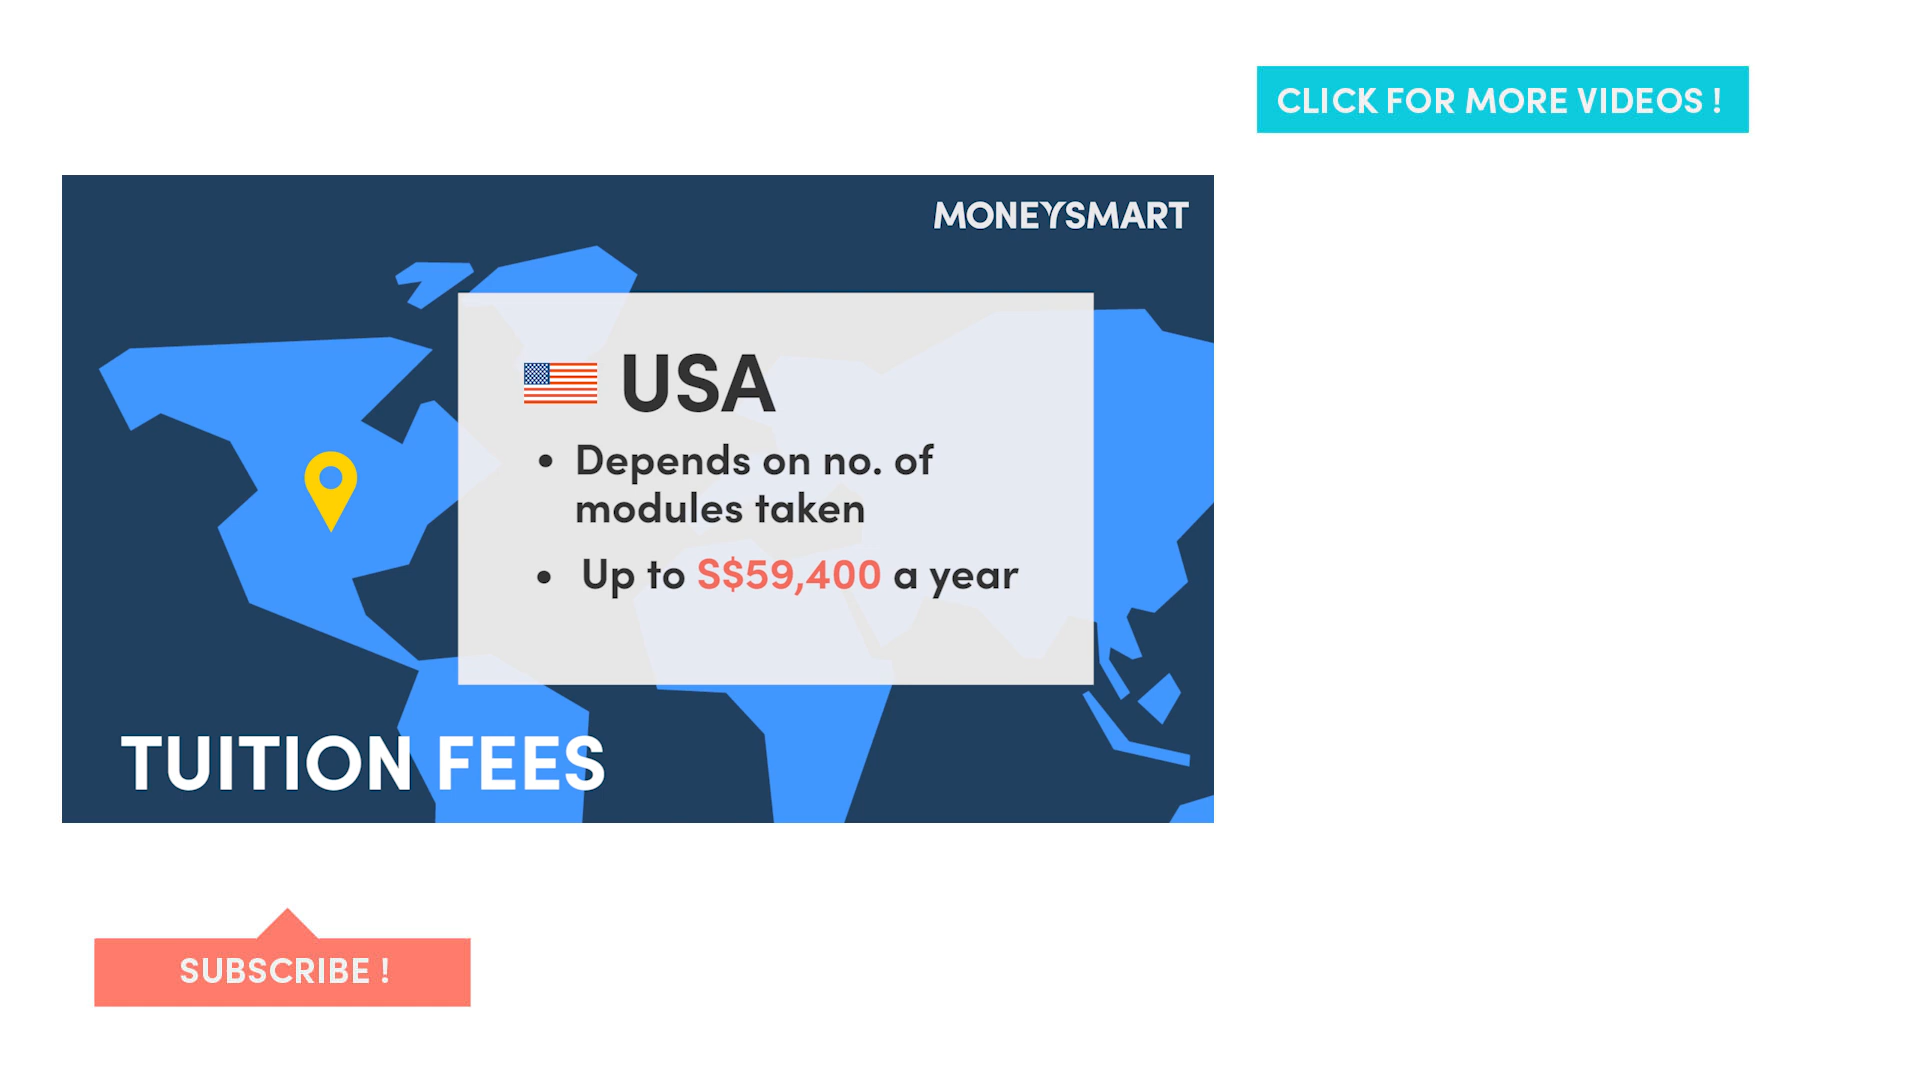 CLICK FOR MORE VIDEOS !
MONEYSMART
USA
• Depends on no. of
modules taken
• Up to S$59,400 a year
TUITION FEES
SUBSCRIBE !